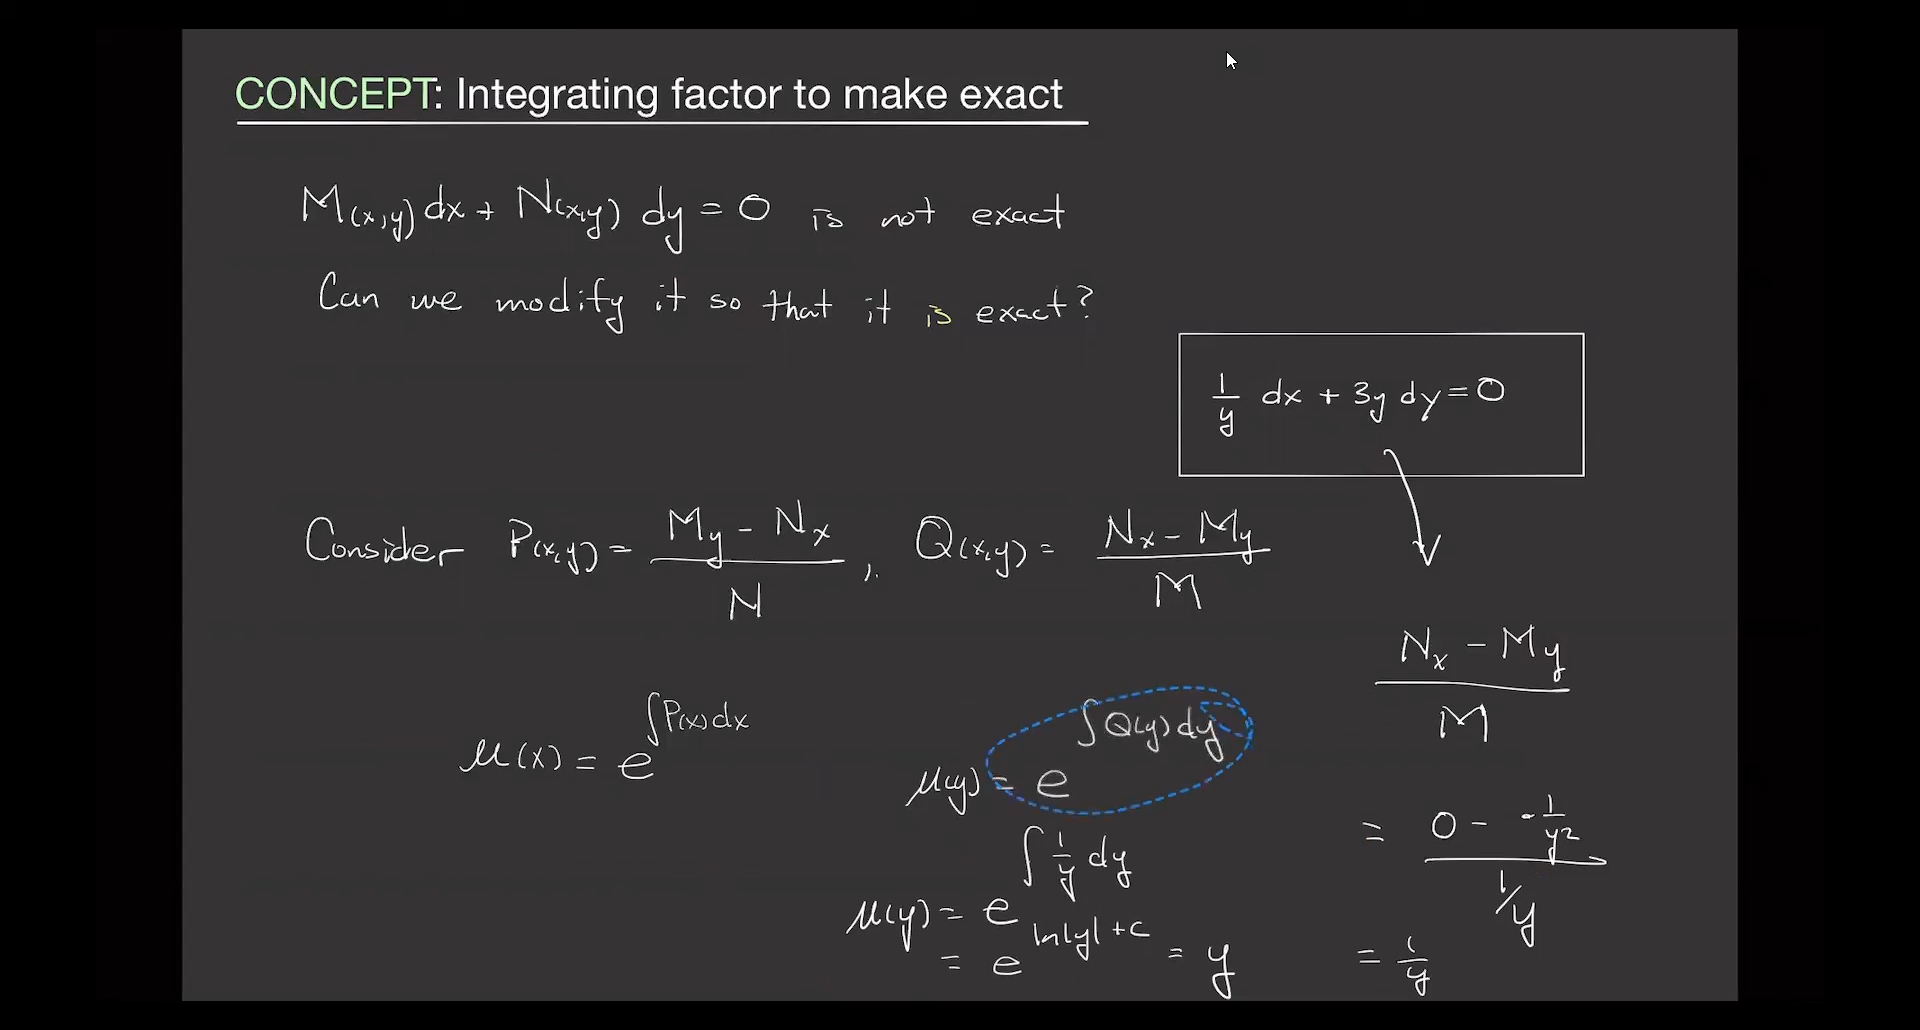 CONCEPT: Integrating factor to make exact
M(x,y) dx + N(x,y) dy = 0 is not exact
Can we modify it so that it is exact?
1/y dx + 3y dy = 0
Consider P(x,y) = (My - Nx)/N , Q(x,y) = (Nx - My)/M
(Nx - My)/M
μ(x) = e^∫P(x)dx
μ(y) = e^∫Q(y)dy
= (0 - -1/y²)/(1/y)
μ(y) = e^∫1/y dy
= e^ln|y|+c = y
= 1/y